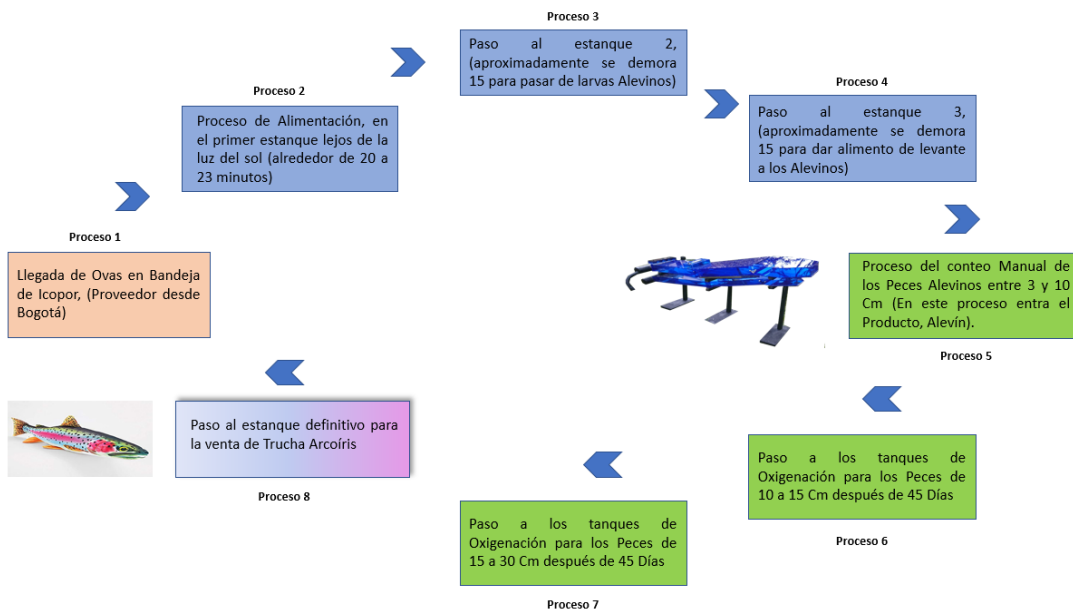 Proceso 1
Llegada de Ovas en Bandeja
de Icopor, (Proveedor desde
Bogotá)
Proceso 2
Proceso de Alimentación, en
el primer estanque lejos de la
luz del sol (alrededor de 20 a
23 minutos)
Proceso 3
Paso al estanque 2,
(aproximadamente se demora
15 para pasar de larvas Alevinos)
Proceso 4
Paso al estanque 3,
(aproximadamente se demora
15 para dar alimento de levante
a los Alevinos)
Proceso del conteo Manual de
los Peces Alevinos entre 3 y 10
Cm (En este proceso entra el
Producto, Alevín).
Proceso 5
Paso a los tanques de
Oxigenación para los Peces de
10 a 15 Cm después de 45 Días
Proceso 6
Paso a los tanques de
Oxigenación para los Peces de
15 a 30 Cm después de 45 Días
Proceso 7
Paso al estanque definitivo para
la venta de Trucha Arcoíris
Proceso 8